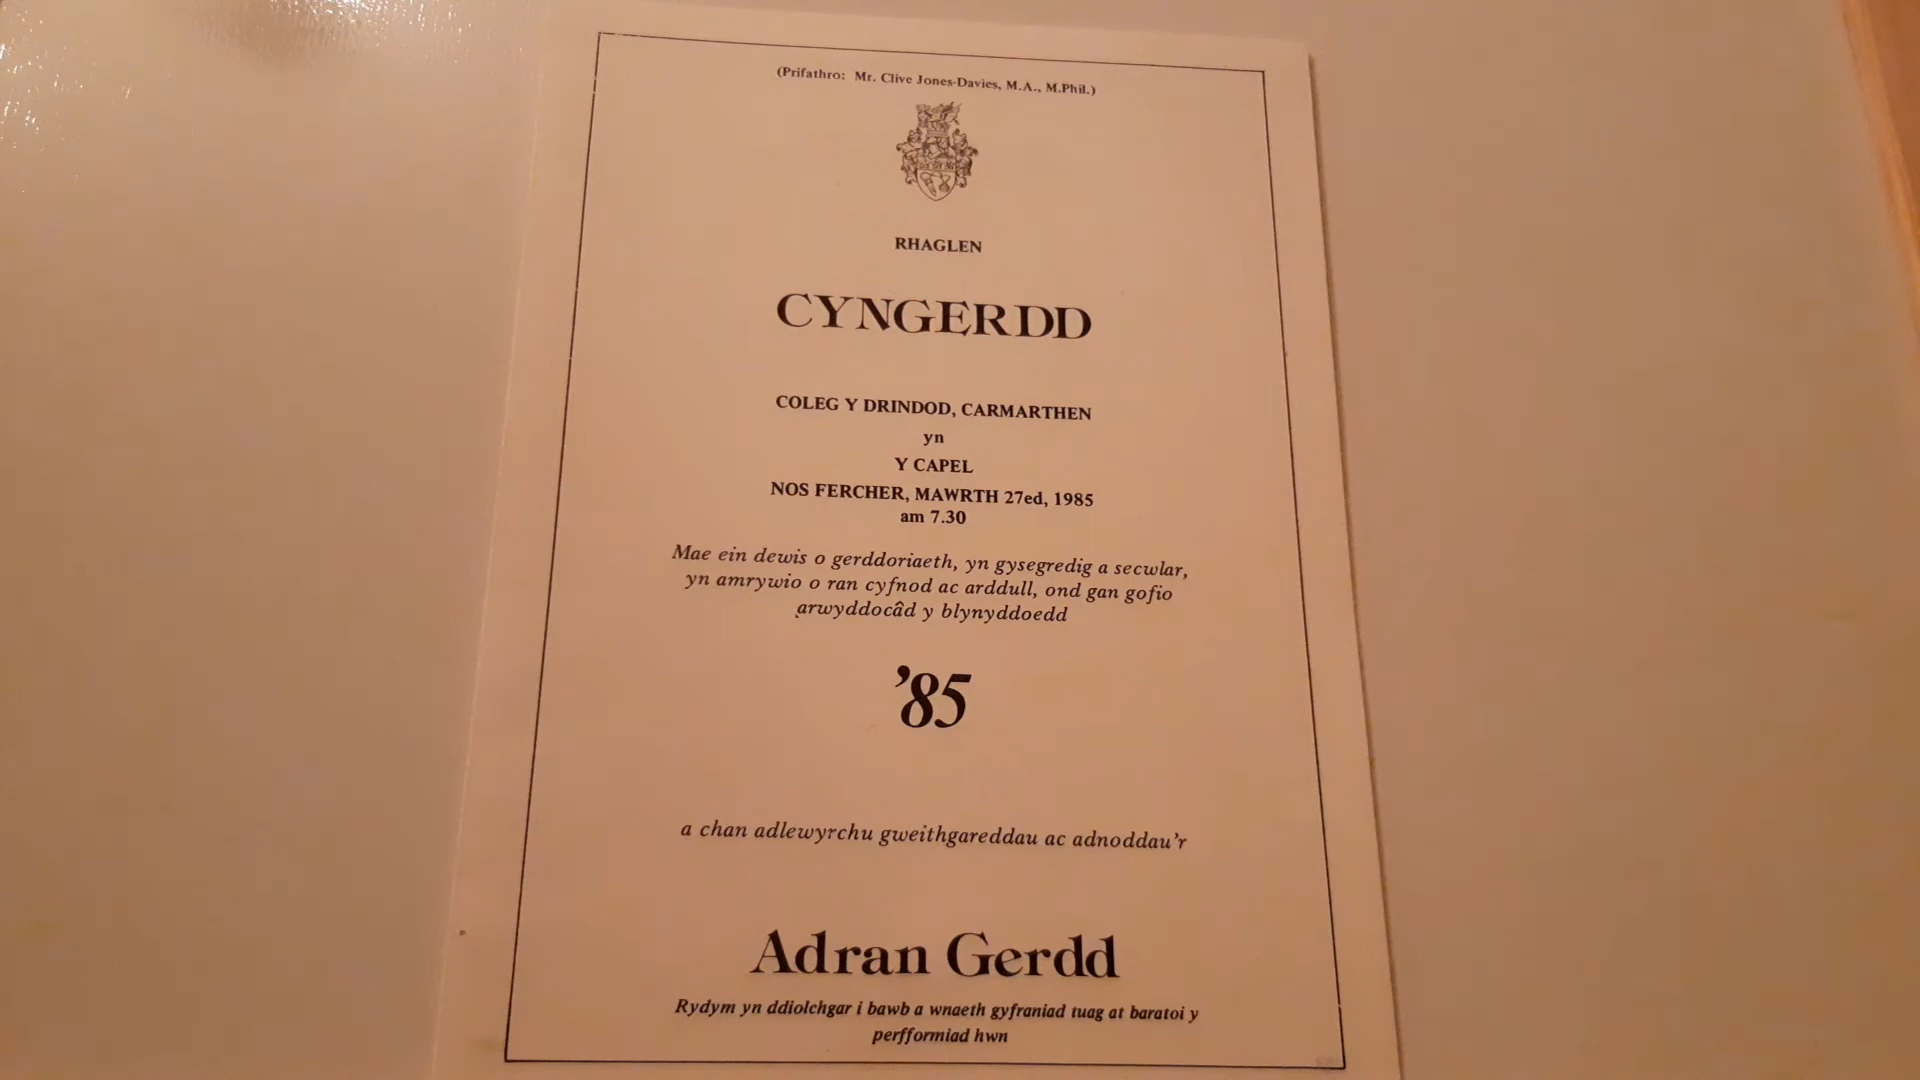 (Prifathro: Mr. Clive Jones-Davies, M.A., M.Phil.)
RHAGLEN
CYNGERDD
COLEG Y DRINDOD, CARMARTHEN
yn
Y CAPEL
NOS FERCHER, MAWRTH 27ed, 1985
am 7.30
Mae ein dewis o gerddoriaeth, yn gysegredig a secwlar,
yn amrywio o ran cyfnod ac arddull, ond gan gofio
arwyddocâd y blynyddoedd
’85
a chan adlewyrchu gweithgareddau ac adnoddau’r
Adran Gerdd
Rydym yn ddiolchgar i bawb a wnaeth gyfraniad tuag at baratoi y
perfformiad hwn